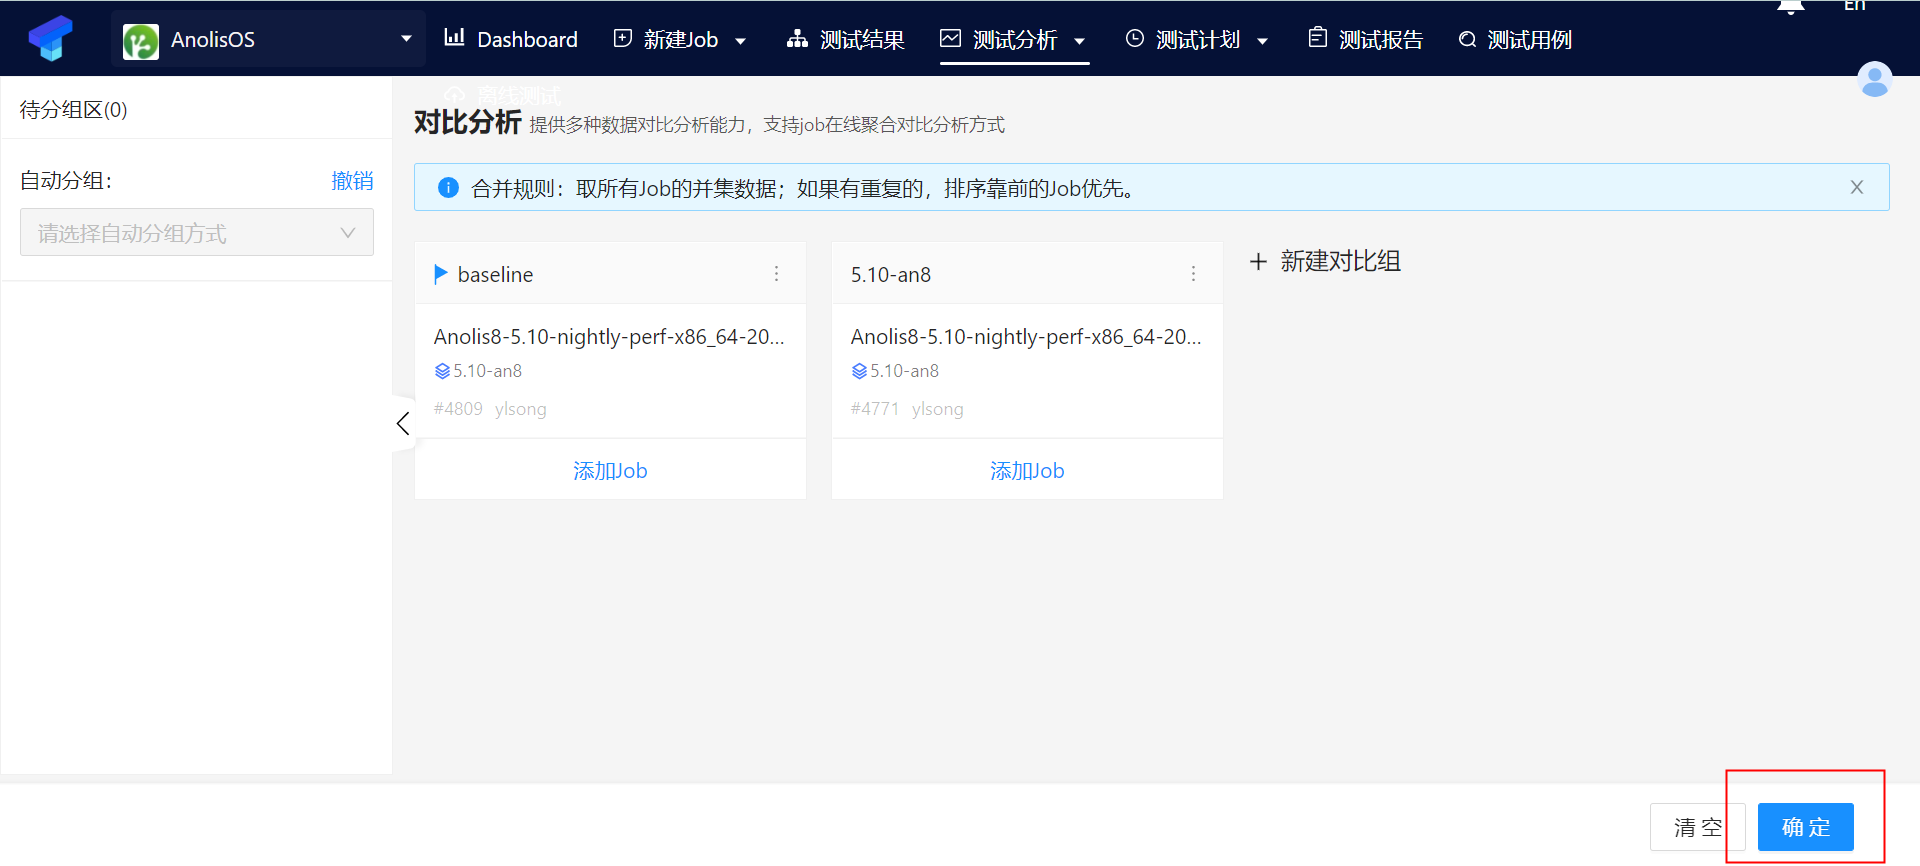 AnolisOS
Dashboard
新建Job
测试结果
测试分析
测试计划
测试报告
测试用例
En
离线测试
待分组区(0)
自动分组：
撤销
请选择自动分组方式
对比分析 提供多种数据对比分析能力，支持job在线聚合对比分析方式
合并规则：取所有Job的并集数据；如果有重复的，排序靠前的Job优先。
baseline
Anolis8-5.10-nightly-perf-x86_64-20...
5.10-an8
#4809 ylsong
添加Job
5.10-an8
Anolis8-5.10-nightly-perf-x86_64-20...
5.10-an8
#4771 ylsong
添加Job
新建对比组
清 空
确 定